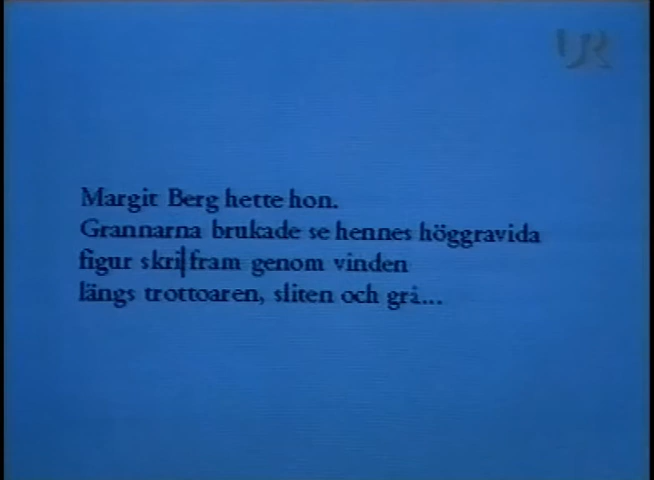 UR
Margit Berg hette hon.
Grannarna brukade se hennes höggravida
figur skri fram genom vinden
längs trottoaren, sliten och grå...